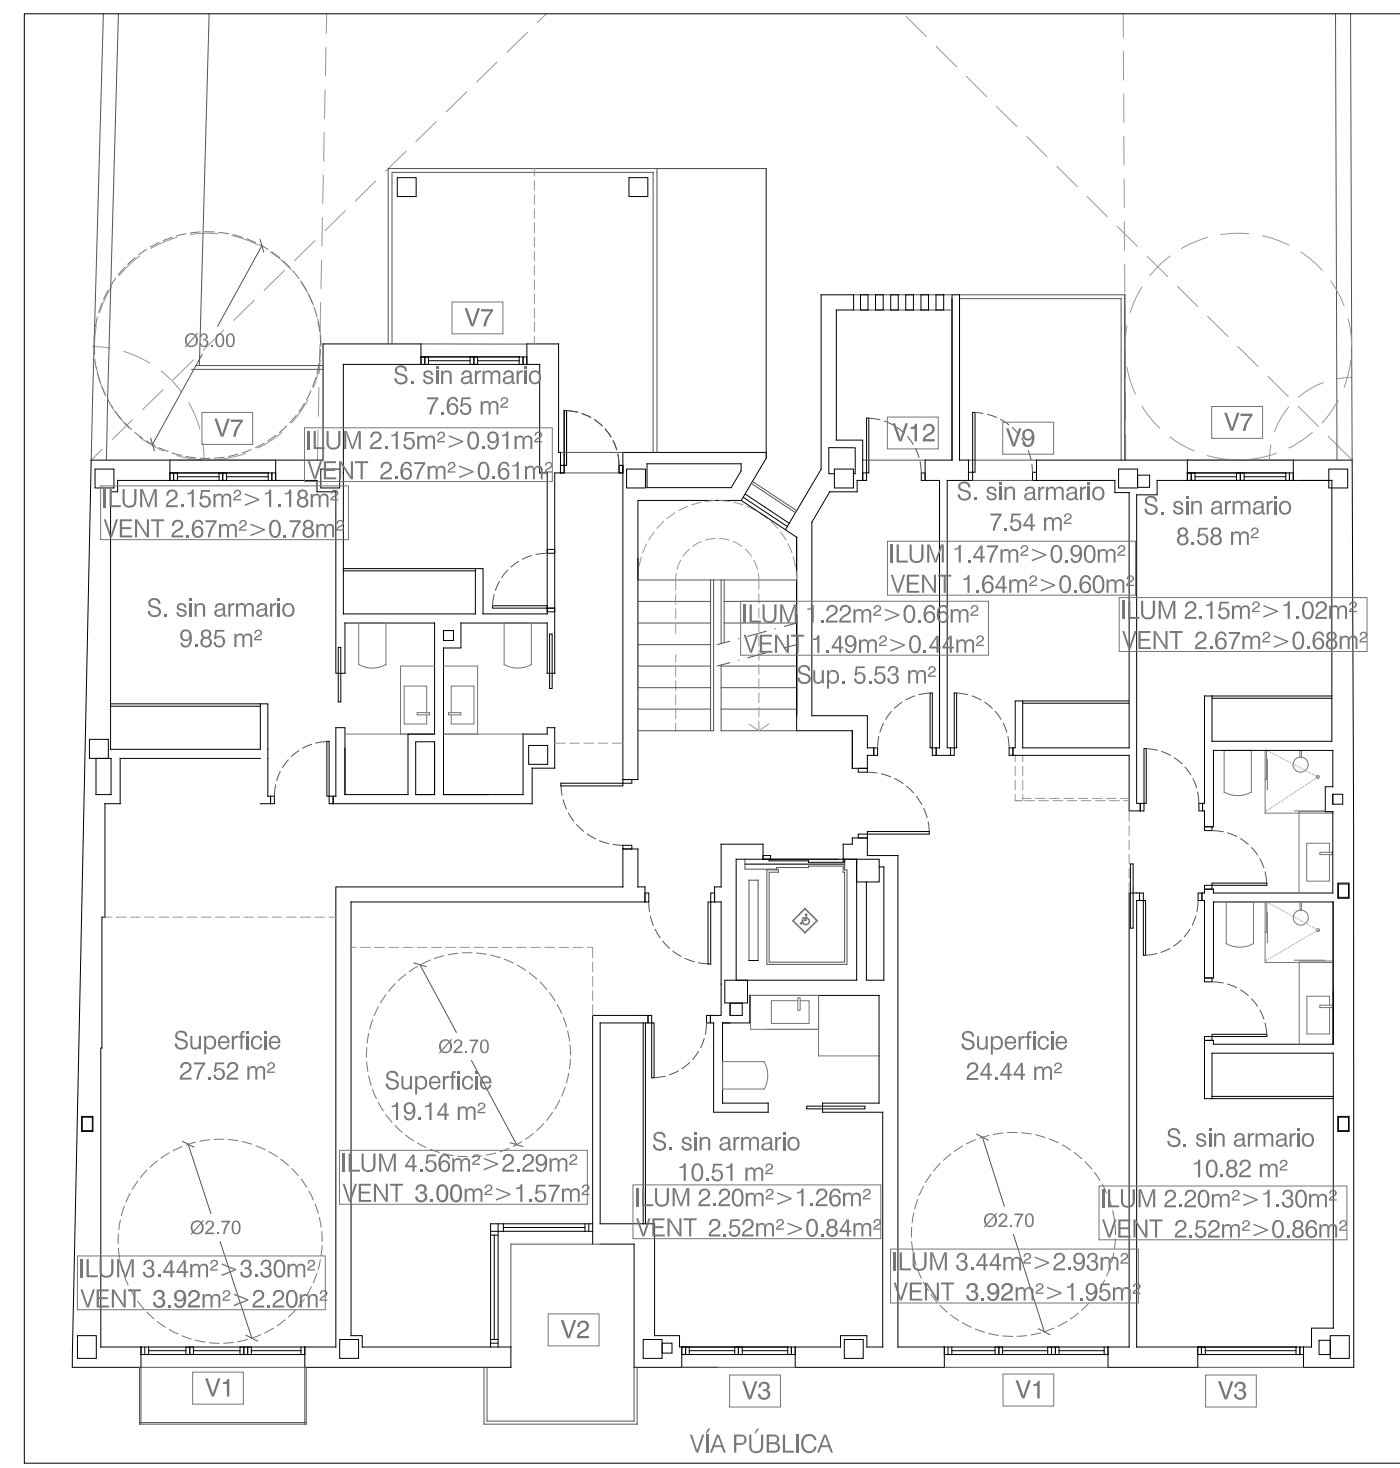 V7
S. sin armario
7.65 m²
ILUM 2.15m²>0.91m²
VENT 2.67m²>0.61m²
Ø3.00
V7
ILUM 2.15m²>1.18m²
VENT 2.67m²>0.78m²
S. sin armario
9.85 m²
V12
V9
V7
S. sin armario
7.54 m²
ILUM 1.47m²>0.90m²
VENT 1.64m²>0.60m²
S. sin armario
8.58 m²
ILUM 2.15m²>1.02m²
VENT 2.67m²>0.68m²
ILUM 1.22m²>0.66m²
VENT 1.49m²>0.44m²
Sup. 5.53 m²
Superficie
27.52 m²
Ø2.70
ILUM 3.44m²>3.30m²
VENT 3.92m²>2.20m²
Ø2.70
Superficie
19.14 m²
ILUM 4.56m²>2.29m²
VENT 3.00m²>1.57m²
S. sin armario
10.51 m²
ILUM 2.20m²>1.26m²
VENT 2.52m²>0.84m²
Superficie
24.44 m²
Ø2.70
ILUM 3.44m²>2.93m²
VENT 3.92m²>1.95m²
S. sin armario
10.82 m²
ILUM 2.20m²>1.30m²
VENT 2.52m²>0.86m²
V1
V2
V3
V1
V3
VÍA PÚBLICA